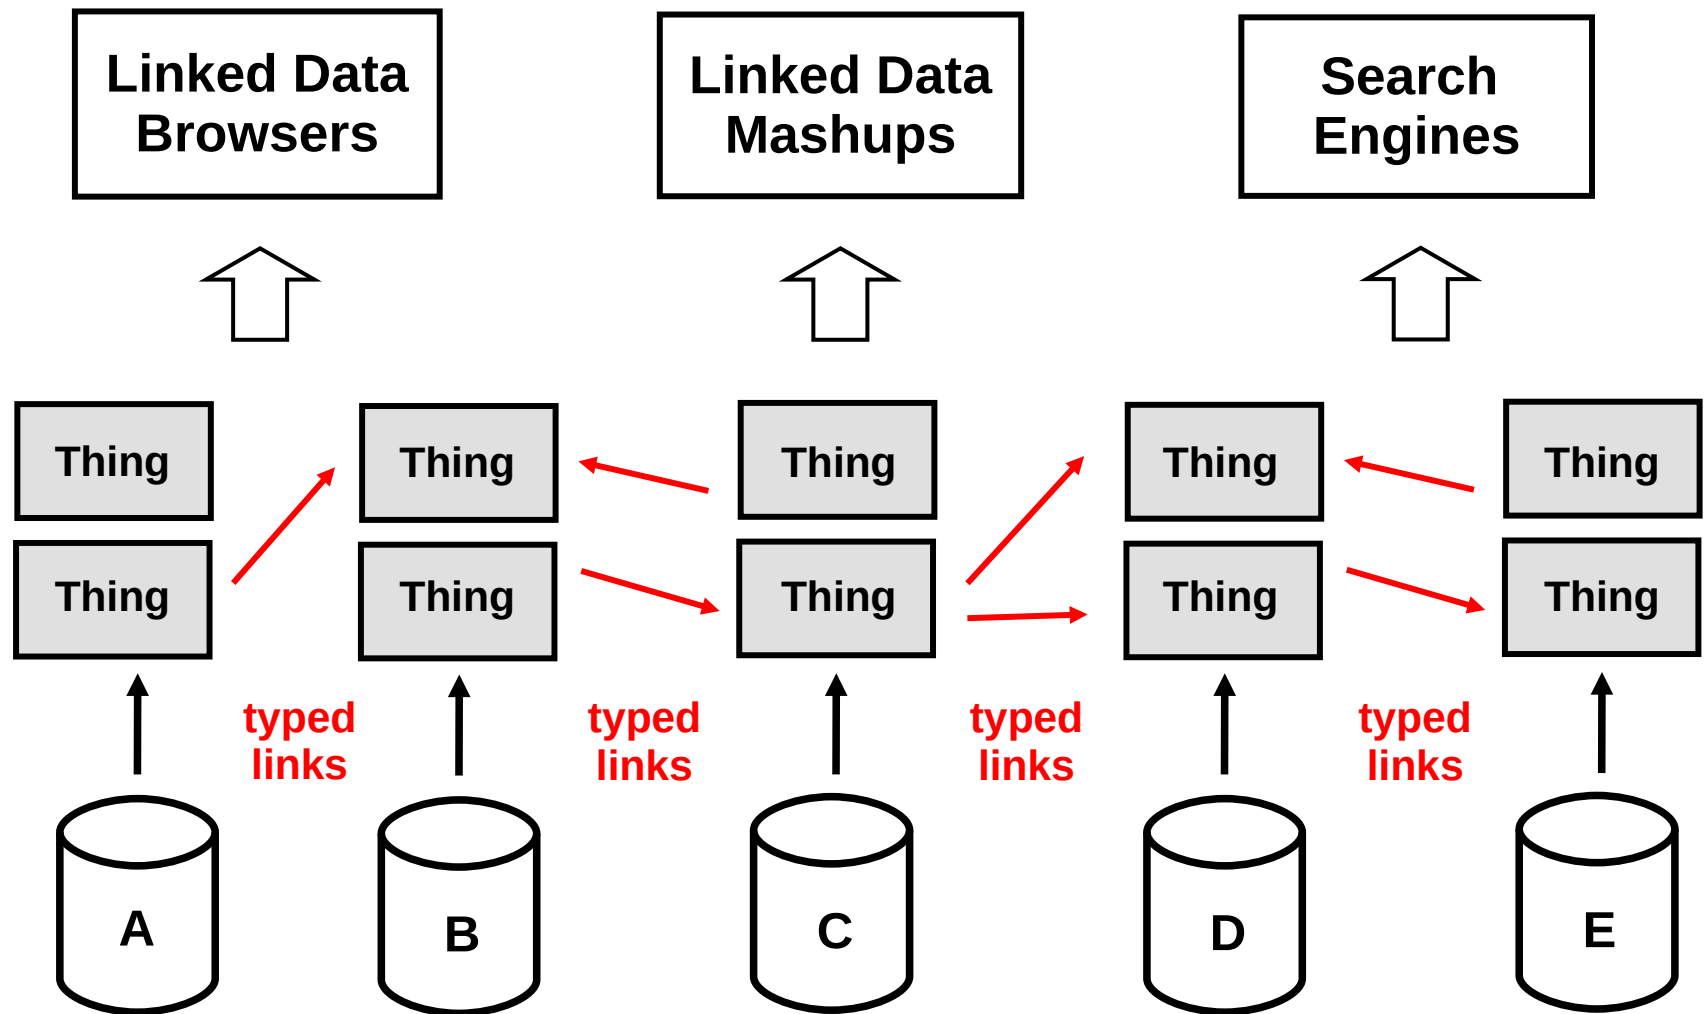 Linked Data
Browsers
Linked Data
Mashups
Search
Engines
Thing
Thing
Thing
Thing
Thing
Thing
Thing
Thing
Thing
Thing
typed
links
typed
links
typed
links
typed
links
A
B
C
D
E